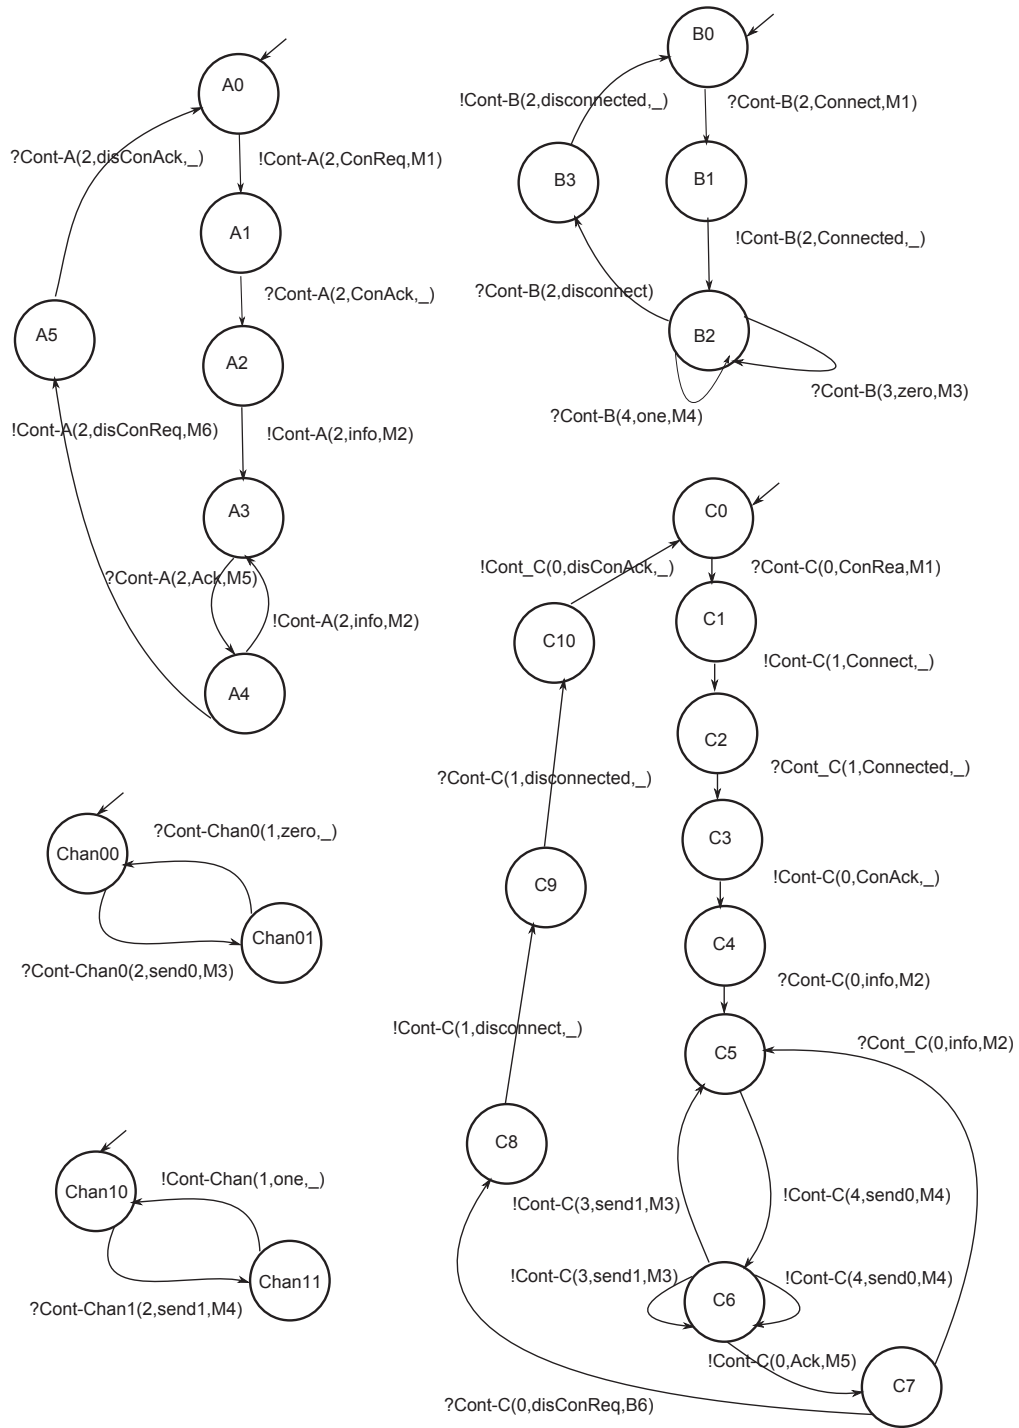 A0
?Cont-A(2,disConAck,_)
!Cont-A(2,ConReq,M1)
A1
?Cont-A(2,ConAck,_)
A5
A2
!Cont-A(2,disConReq,M6)
!Cont-A(2,info,M2)
A3
?Cont-A(2,Ack,M5)
!Cont-A(2,info,M2)
A4
B0
!Cont-B(2,disconnected,_)
?Cont-B(2,Connect,M1)
B3
B1
!Cont-B(2,Connected,_)
?Cont-B(2,disconnect)
B2
?Cont-B(3,zero,M3)
?Cont-B(4,one,M4)
C0
!Cont_C(0,disConAck,_)
?Cont-C(0,ConRea,M1)
C10
C1
!Cont-C(1,Connect,_)
C2
?Cont-C(1,disconnected,_)
?Cont_C(1,Connected,_)
C3
C9
!Cont-C(0,ConAck,_)
C4
?Cont-C(0,info,M2)
!Cont-C(1,disconnect,_)
C5
?Cont_C(0,info,M2)
C8
!Cont-C(3,send1,M3)
!Cont-C(4,send0,M4)
!Cont-C(3,send1,M3)
!Cont-C(4,send0,M4)
C6
!Cont-C(0,Ack,M5)
C7
?Cont-C(0,disConReq,B6)
Chan00
?Cont-Chan0(1,zero,_)
Chan01
?Cont-Chan0(2,send0,M3)
Chan10
!Cont-Chan(1,one,_)
Chan11
?Cont-Chan1(2,send1,M4)